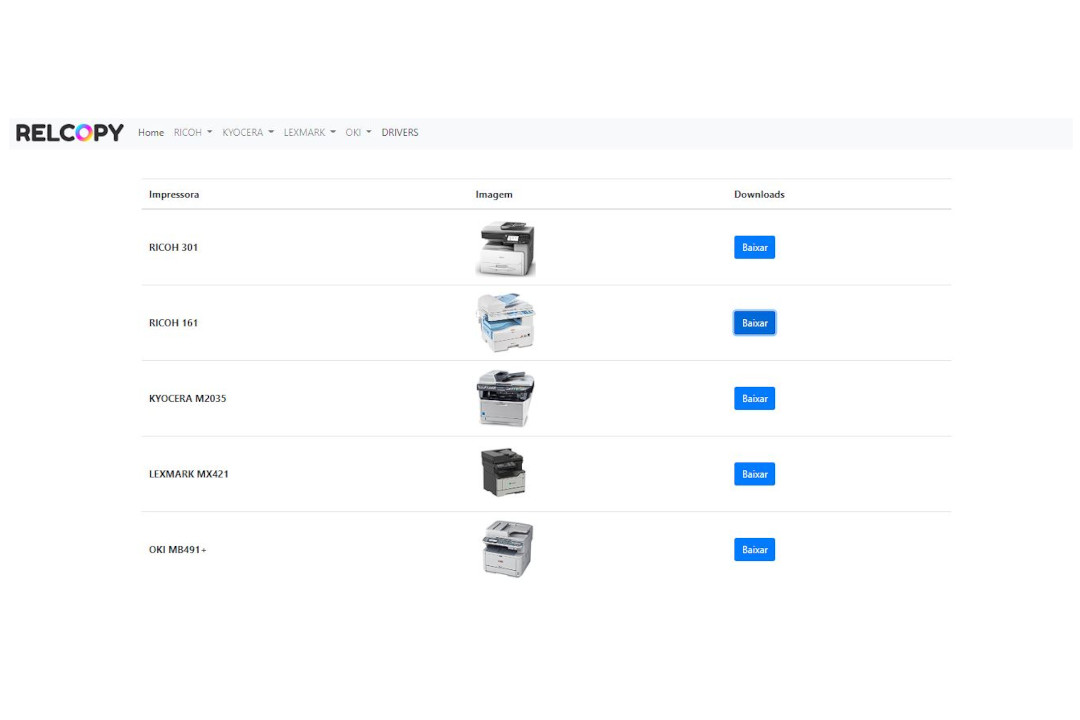 RELCOPY Home RICOH KYOCERA LEXMARK OKI DRIVERS
Impressora Imagem Downloads
RICOH 301 Baixar
RICOH 161 Baixar
KYOCERA M2035 Baixar
LEXMARK MX421 Baixar
OKI MB491+ Baixar